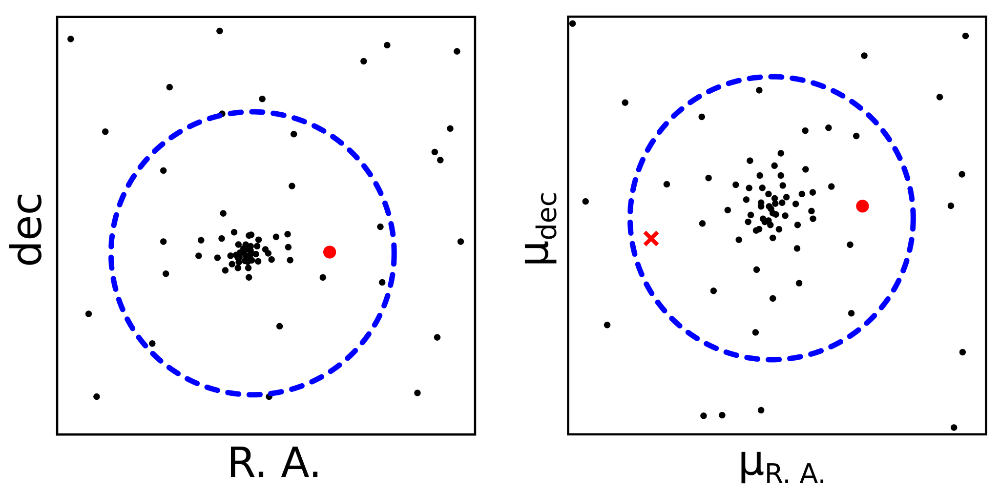 dec
R. A.
μdec
μR. A.